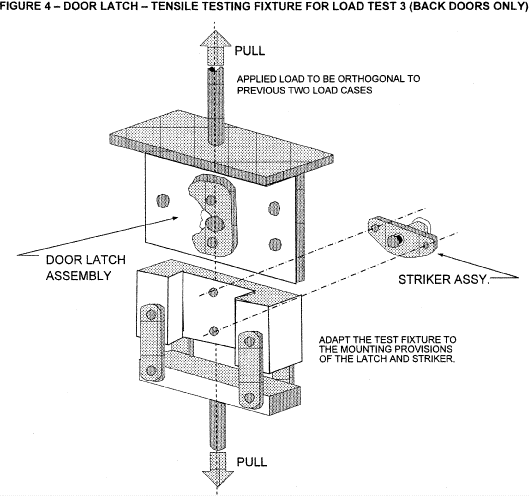 FIGURE 4 – DOOR LATCH – TENSILE TESTING FIXTURE FOR LOAD TEST 3 (BACK DOORS ONLY)
PULL
APPLIED LOAD TO BE ORTHOGONAL TO
PREVIOUS TWO LOAD CASES
DOOR LATCH
ASSEMBLY
STRIKER ASSY.
ADAPT THE TEST FIXTURE TO
THE MOUNTING PROVISIONS
OF THE LATCH AND STRIKER.
PULL